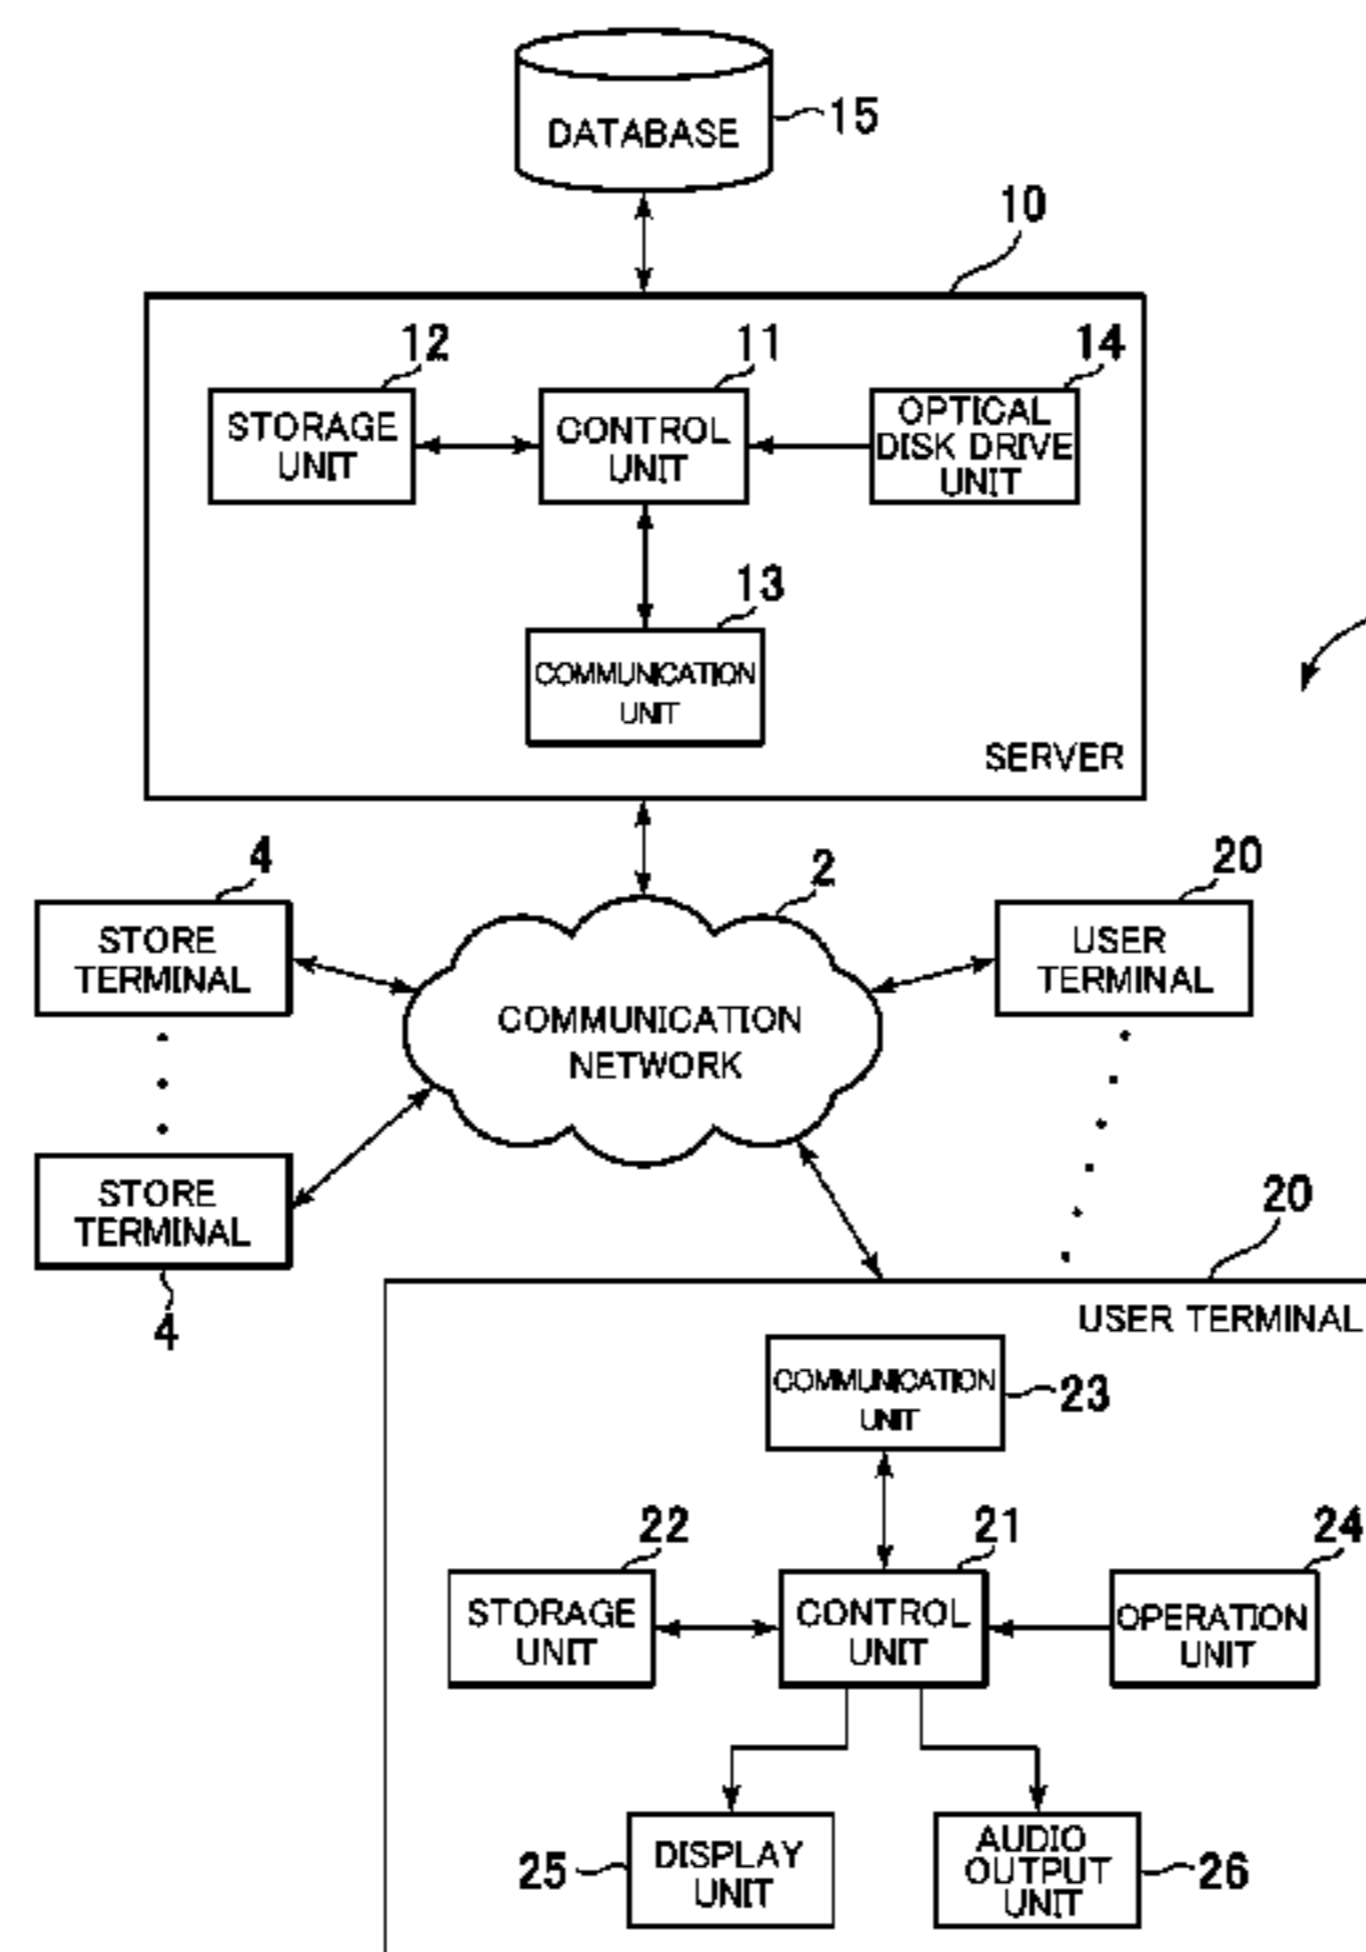 DATABASE
15
10
12
11
14
STORAGE
UNIT
CONTROL
UNIT
OPTICAL
DISK DRIVE
UNIT
13
COMMUNICATION
UNIT
SERVER
4
2
20
STORE
TERMINAL
USER
TERMINAL
COMMUNICATION
NETWORK
STORE
TERMINAL
4
20
USER TERMINAL
COMMUNICATION
UNIT
23
22
21
24
STORAGE
UNIT
CONTROL
UNIT
OPERATION
UNIT
25
DISPLAY
UNIT
AUDIO
OUTPUT
UNIT
26